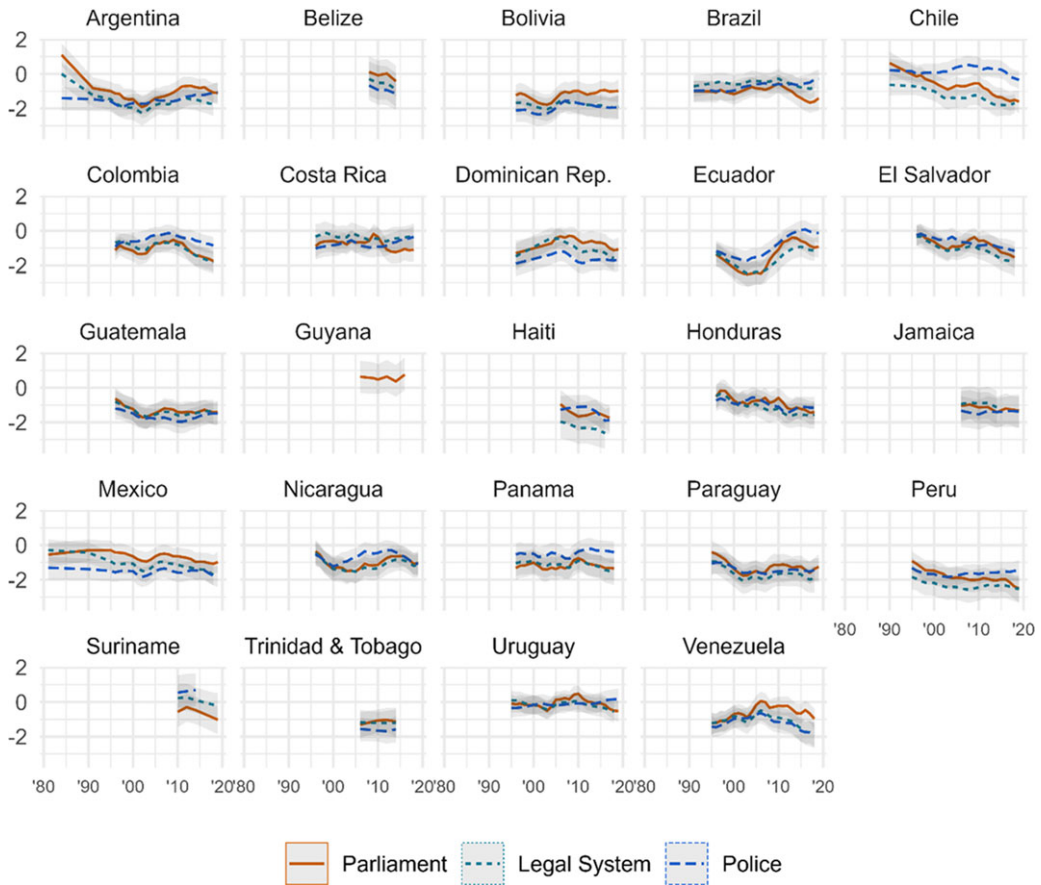 Argentina Belize Bolivia Brazil Chile
2
0
-2
Colombia Costa Rica Dominican Rep. Ecuador El Salvador
2
0
-2
Guatemala Guyana Haiti Honduras Jamaica
2
0
-2
Mexico Nicaragua Panama Paraguay Peru
2
0
-2
'80 '90 '00 '10 '20
Suriname Trinidad & Tobago Uruguay Venezuela
2
0
-2
'80 '90 '00 '10 '20 '80 '90 '00 '10 '20 '80 '90 '00 '10 '20 '80 '90 '00 '10 '20
Parliament Legal System Police